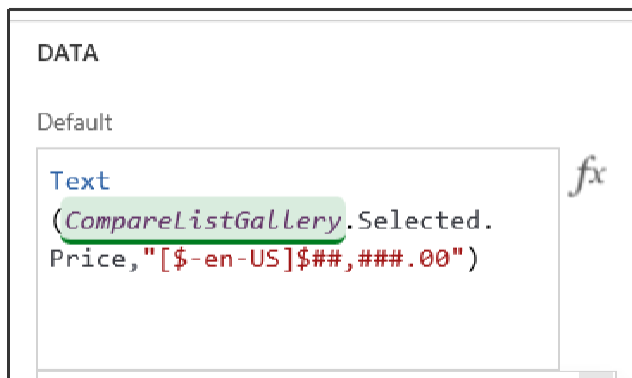 DATA
Default
Text
(CompareListGallery.Selected.
Price,"[$-en-US]$##,###.00")
fx